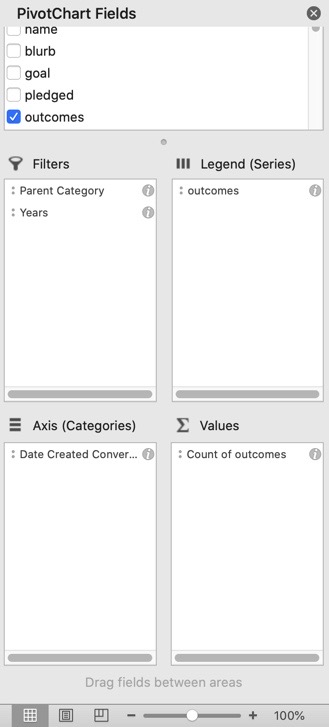 PivotChart Fields
name
blurb
goal
pledged
outcomes
Filters
Legend (Series)
Parent Category
Years
outcomes
Axis (Categories)
Values
Date Created Conver...
Count of outcomes
Drag fields between areas
100%